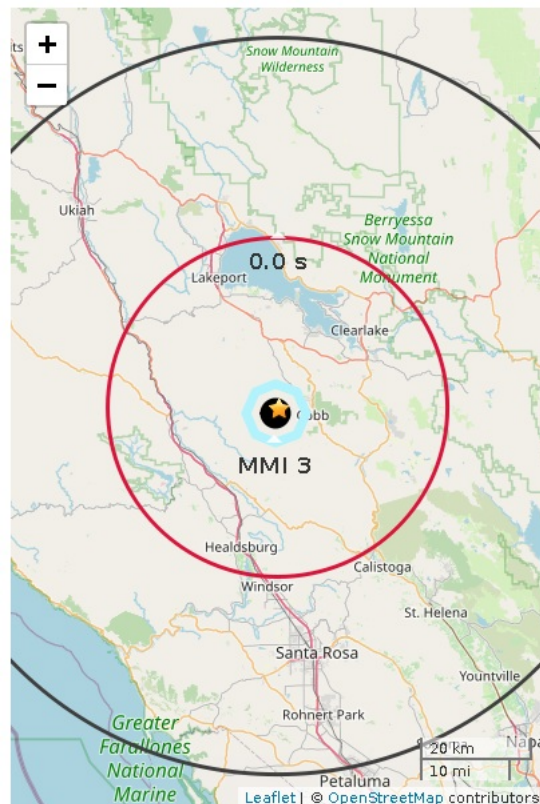 +
its
Snow Mountain
Wilderness
−
Ukiah
Berryessa
Snow Mountain
National
Monument
0.0 s
Lakeport
Clearlake
Cobb
MMI 3
Healdsburg
Calistoga
Windsor
St. Helena
Santa Rosa
Yountville
Rohnert Park
Greater
Farallones
National
Marine
20 km
Napa
10 mi
Petaluma
Leaflet | © OpenStreetMap contributors